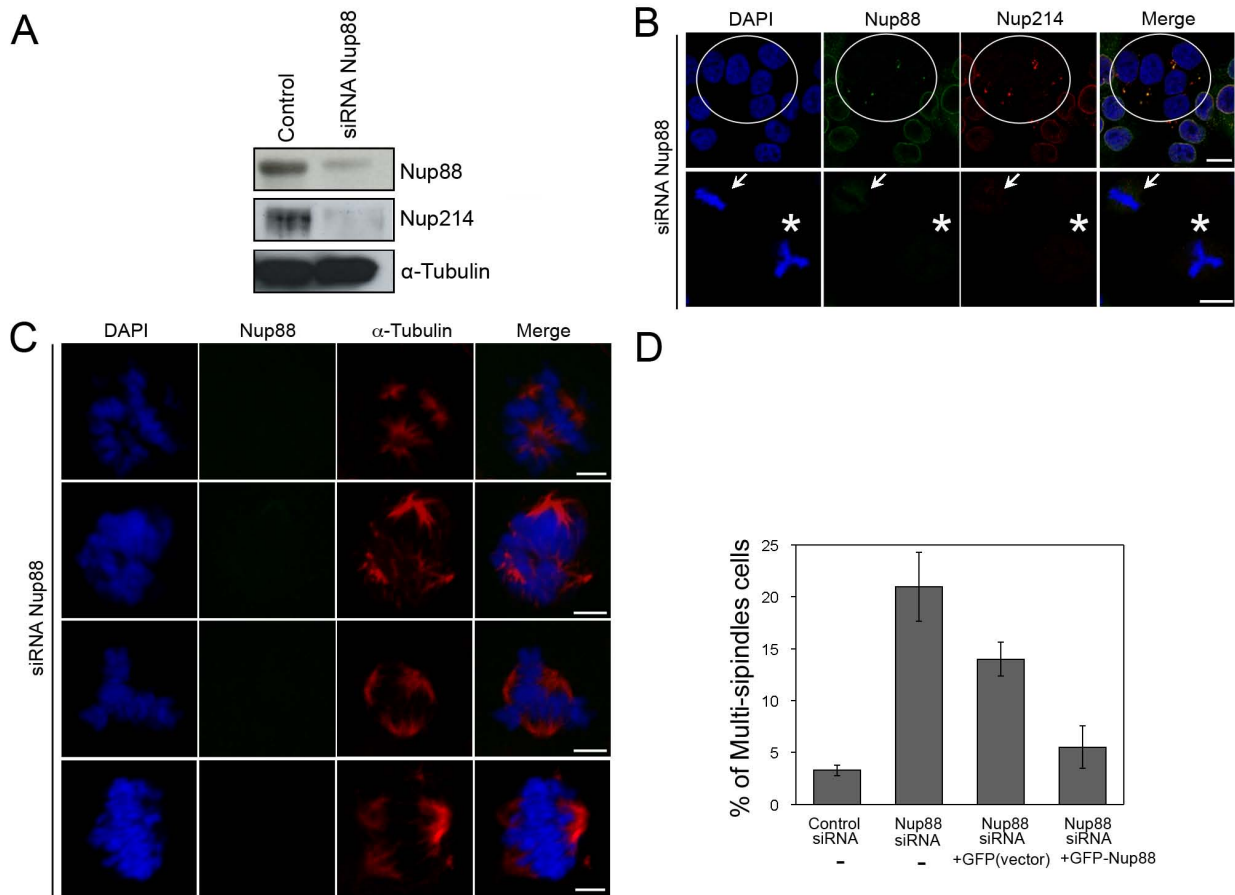 A
Control
siRNA Nup88
Nup88
Nup214
α-Tubulin
B
DAPI Nup88 Nup214 Merge
siRNA Nup88
*
*
*
*
C
DAPI Nup88 α-Tubulin Merge
siRNA Nup88
D
% of Multi-sipindles cells
25
20
15
10
5
0
Control Nup88 Nup88 Nup88
siRNA siRNA siRNA siRNA
- - +GFP(vector) +GFP-Nup88